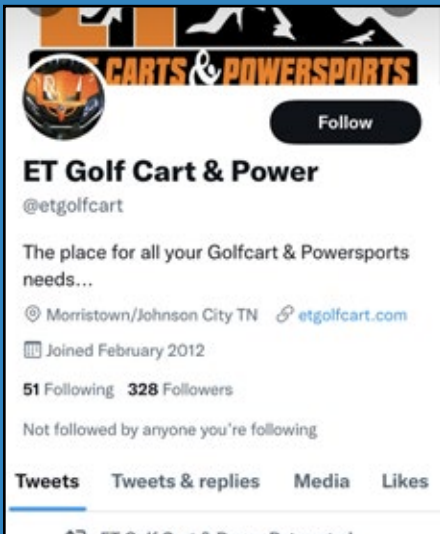 CARTS & POWERSPORTS
Follow
ET Golf Cart & Power
@etgolfcart
The place for all your Golfcart & Powersports
needs...
Morristown/Johnson City TN etgolfcart.com
Joined February 2012
51 Following 328 Followers
Not followed by anyone you're following
Tweets Tweets & replies Media Likes